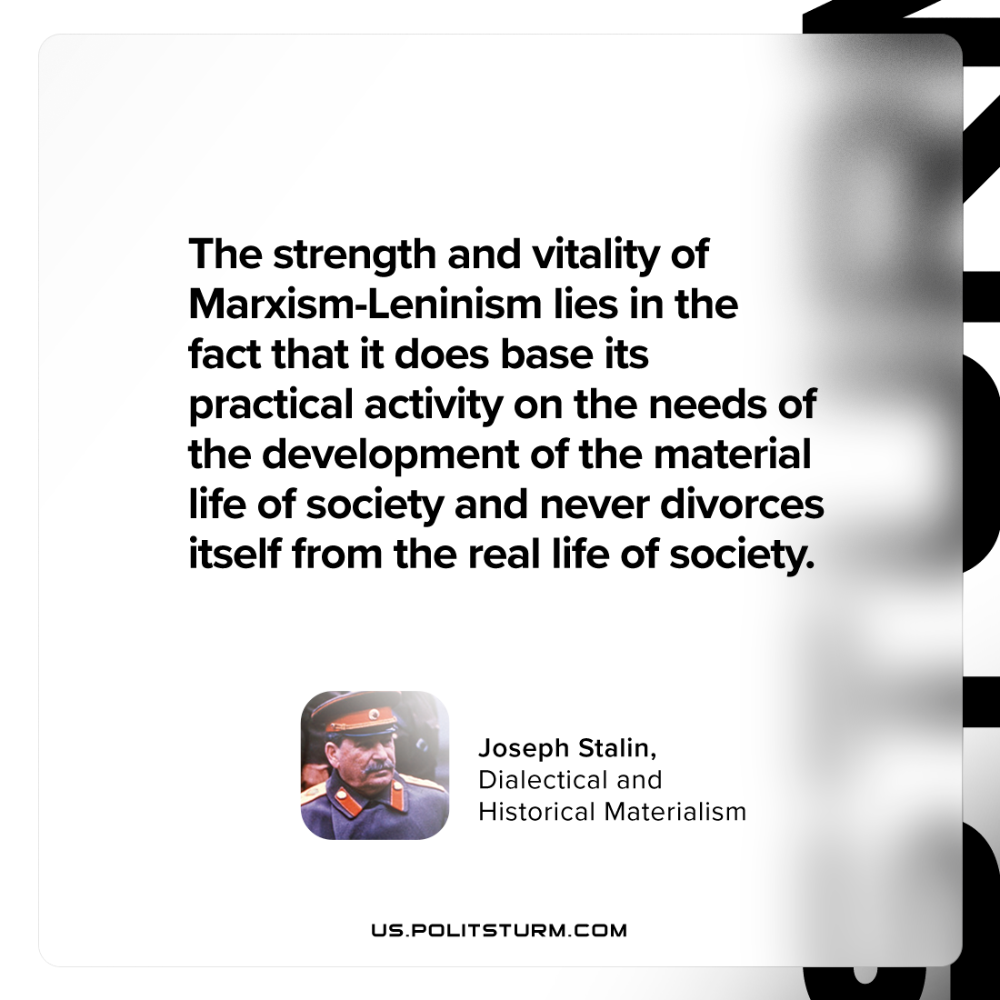 The strength and vitality of
Marxism-Leninism lies in the
fact that it does base its
practical activity on the needs of
the development of the material
life of society and never divorces
itself from the real life of society.
Joseph Stalin,
Dialectical and
Historical Materialism
US.POLITSTURM.COM